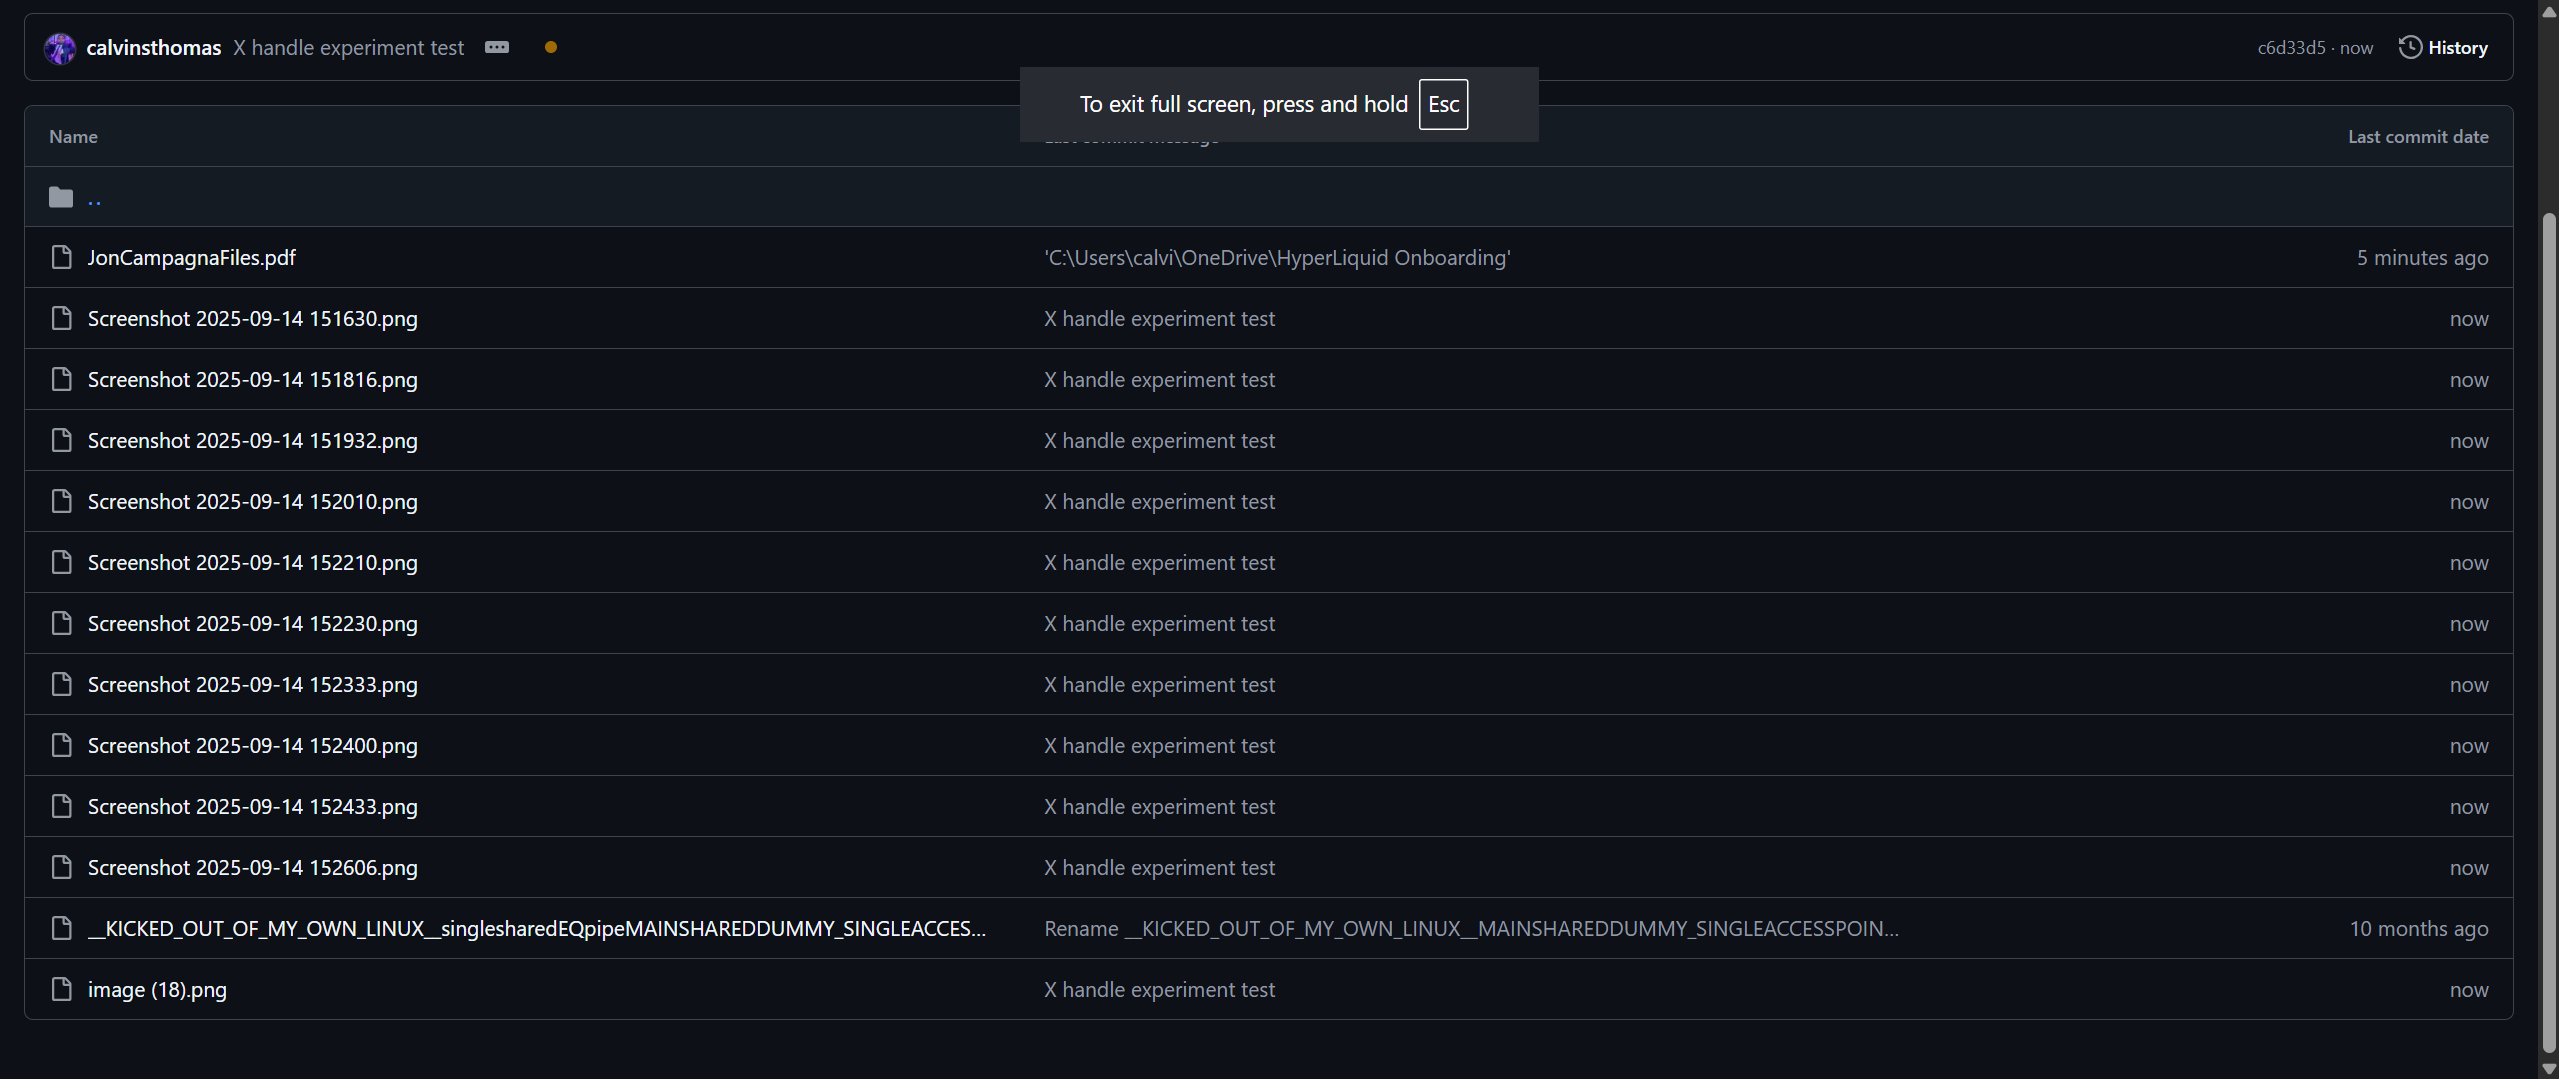 calvinsthomas X handle experiment test c6d33d5 · now History
To exit full screen, press and hold Esc
Name Last commit message Last commit date
..
JonCampagnaFiles.pdf 'C:\Users\calvi\OneDrive\HyperLiquid Onboarding' 5 minutes ago
Screenshot 2025-09-14 151630.png X handle experiment test now
Screenshot 2025-09-14 151816.png X handle experiment test now
Screenshot 2025-09-14 151932.png X handle experiment test now
Screenshot 2025-09-14 152010.png X handle experiment test now
Screenshot 2025-09-14 152210.png X handle experiment test now
Screenshot 2025-09-14 152230.png X handle experiment test now
Screenshot 2025-09-14 152333.png X handle experiment test now
Screenshot 2025-09-14 152400.png X handle experiment test now
Screenshot 2025-09-14 152433.png X handle experiment test now
Screenshot 2025-09-14 152606.png X handle experiment test now
__KICKED_OUT_OF_MY_OWN_LINUX__singlesharedEQpipeMAINSHAREDDUMMY_SINGLEACCES... Rename __KICKED_OUT_OF_MY_OWN_LINUX__MAINSHAREDDUMMY_SINGLEACCESSPOIN... 10 months ago
image (18).png X handle experiment test now